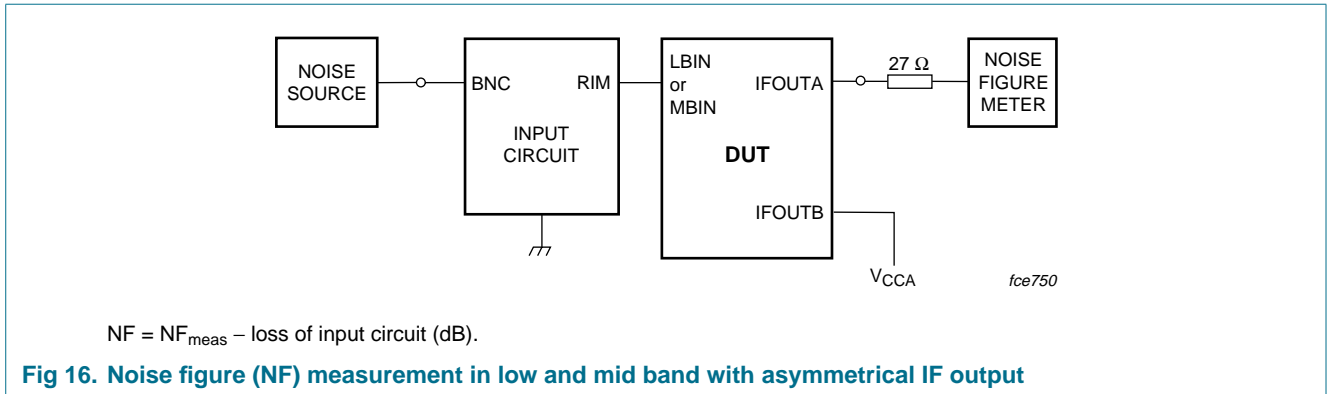 NOISE
SOURCE
BNC
RIM
INPUT
CIRCUIT
LBIN
or
MBIN
IFOUTA
DUT
IFOUTB
27 Ω
NOISE
FIGURE
METER
VCCA
fce750
NF = NFmeas − loss of input circuit (dB).
Fig 16. Noise figure (NF) measurement in low and mid band with asymmetrical IF output